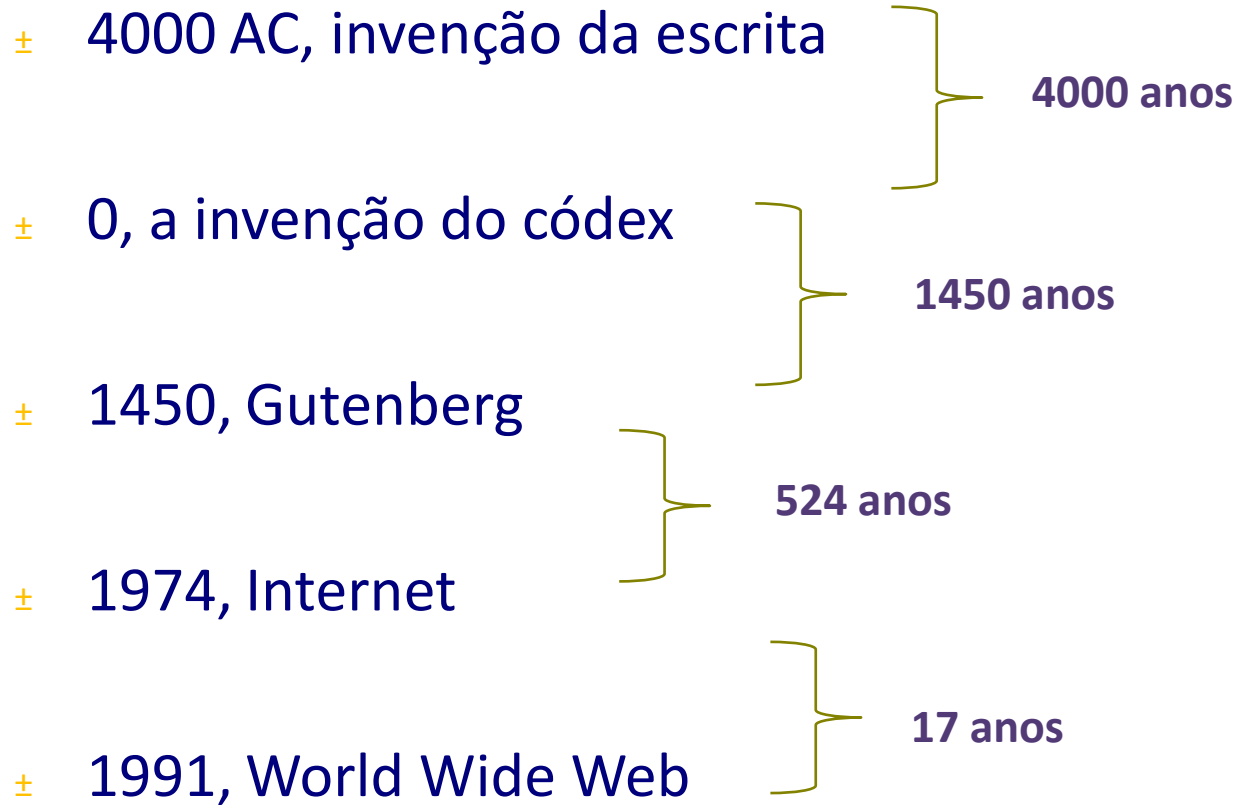 ± 4000 AC, invenção da escrita
4000 anos
± 0, a invenção do códex
1450 anos
± 1450, Gutenberg
524 anos
± 1974, Internet
17 anos
± 1991, World Wide Web